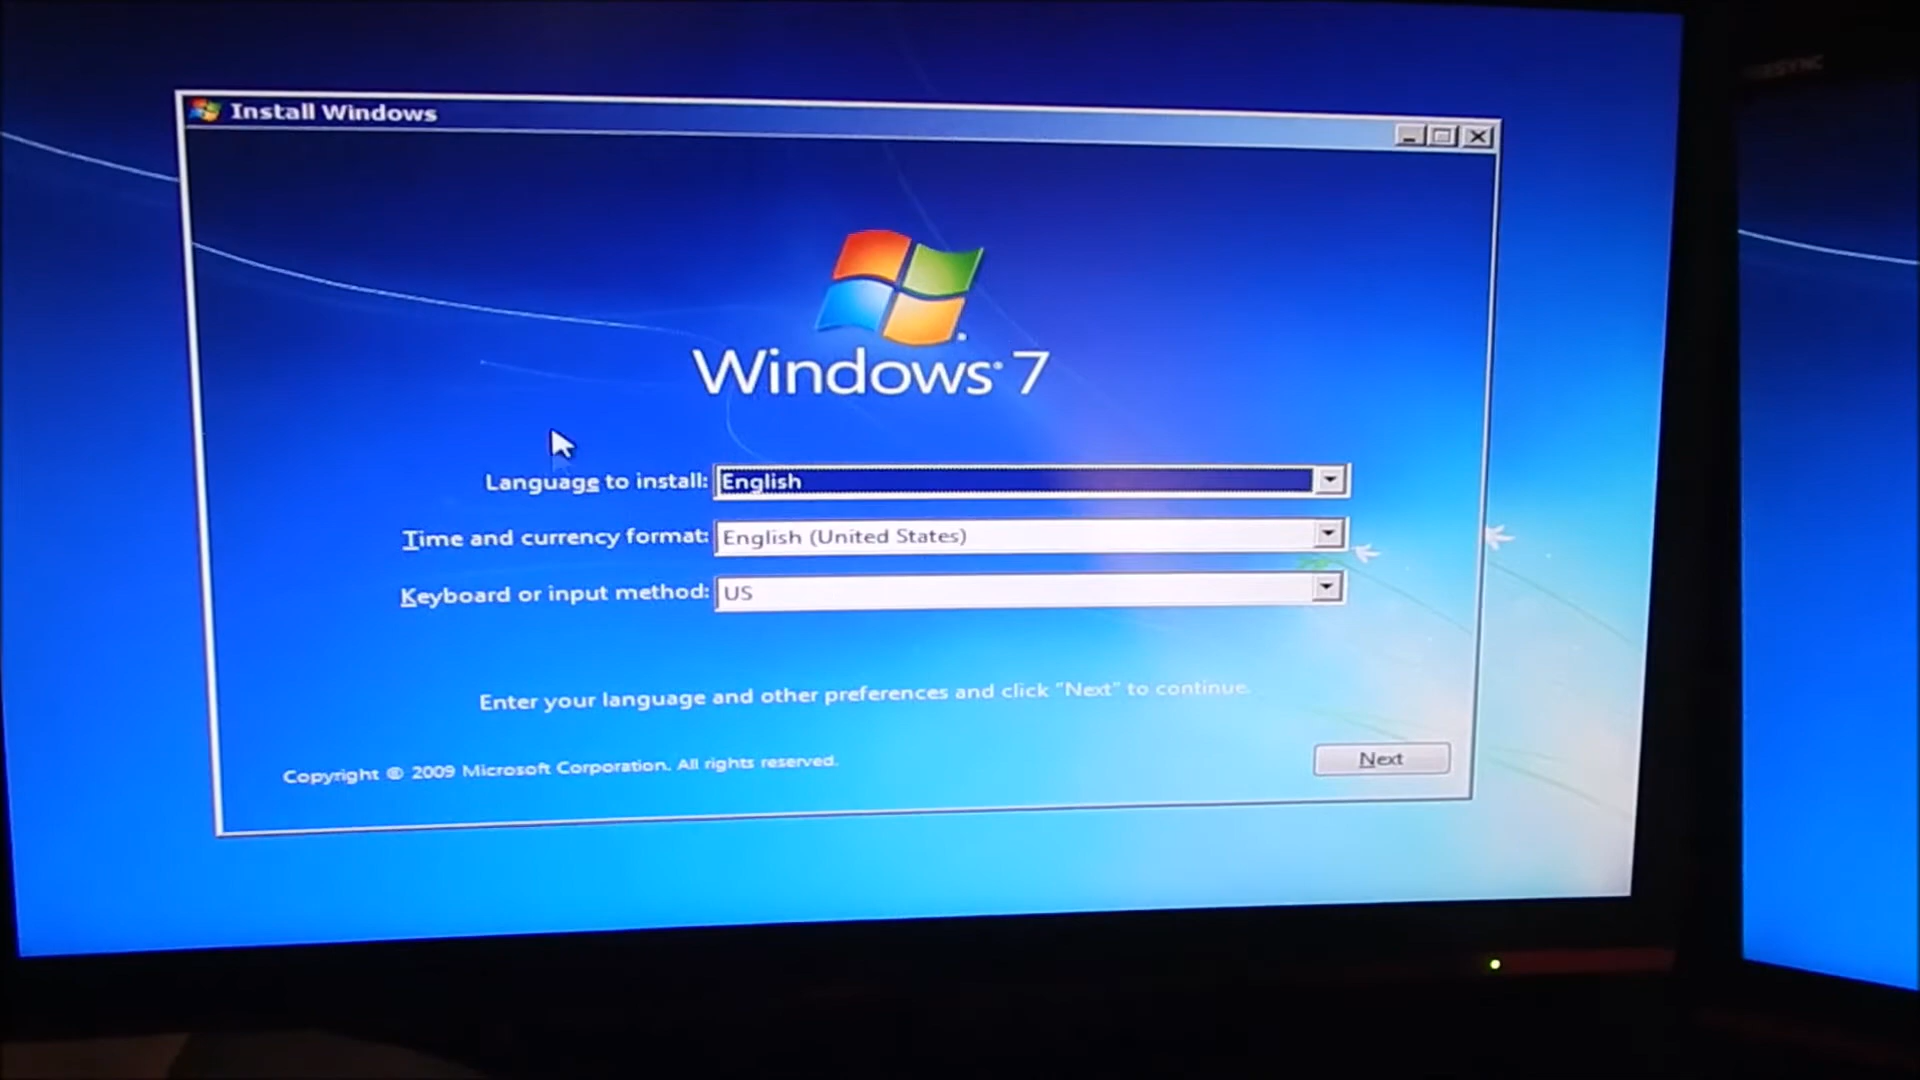 Install Windows
Windows 7
Language to install: English
Time and currency format: English (United States)
Keyboard or input method: US
Enter your language and other preferences and click "Next" to continue.
Copyright © 2009 Microsoft Corporation. All rights reserved.
Next